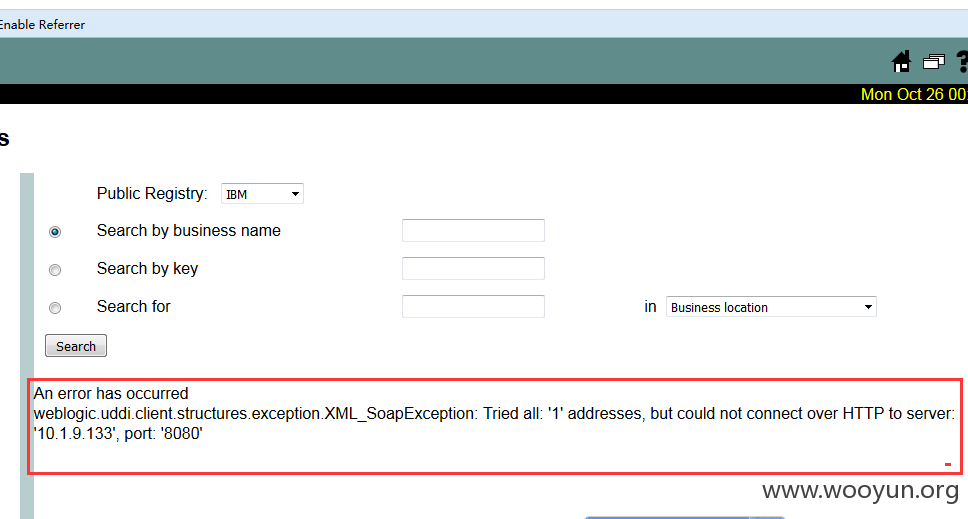 Enable Referrer
Mon Oct 26 00:
s
Public Registry: IBM
Search by business name
Search by key
Search for in Business location
Search
An error has occurred
weblogic.uddi.client.structures.exception.XML_SoapException: Tried all: '1' addresses, but could not connect over HTTP to server:
'10.1.9.133', port: '8080'
www.wooyun.org